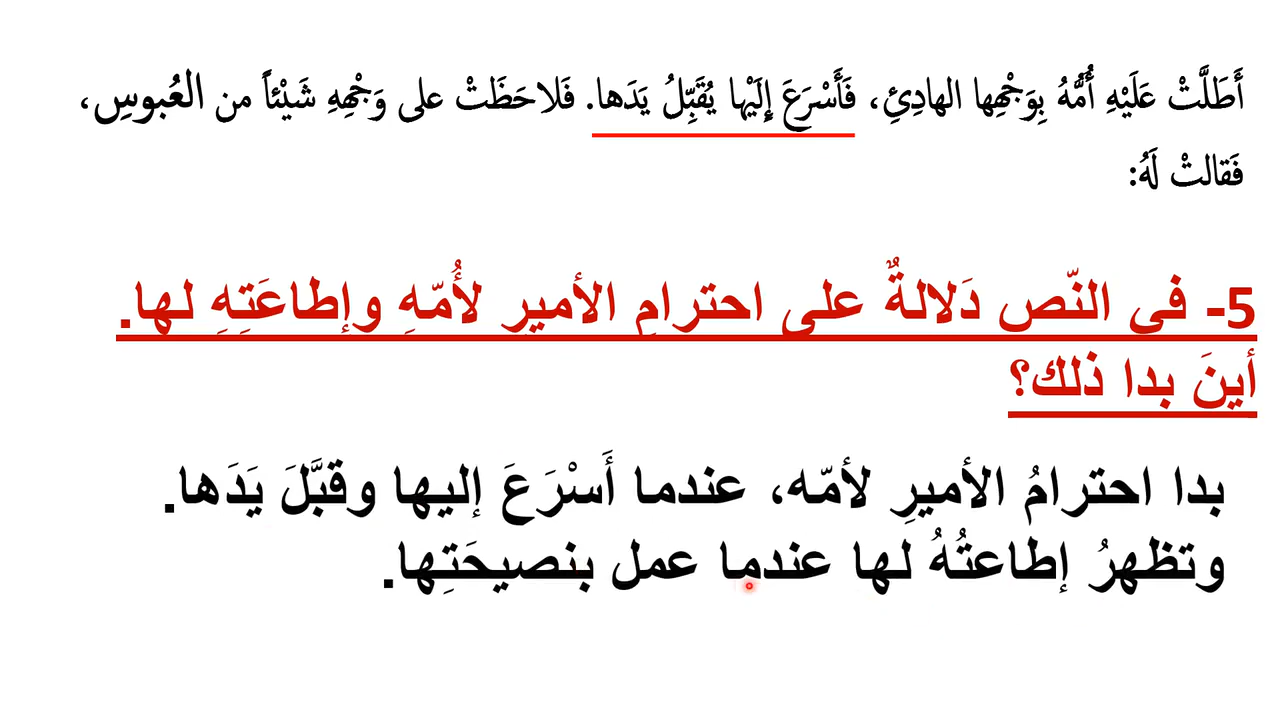 أَطَلَّتْ عَلَيْهِ أُمُّهُ بِوَجْهِها الهادِئِ، فَأَسْرَعَ إِلَيْها يُقَبِّلُ يَدَها. فَلاحَظَتْ على وَجْهِهِ شَيْئاً من العُبوسِ،
فَقالتْ لَهُ:
5- في النّص دَلالةٌ على احترامِ الأميرِ لأُمّهِ وإطاعَتِهِ لها.
أينَ بدا ذلك؟
بدا احترامُ الأميرِ لأمّه، عندما أَسْرَعَ إليها وقبَّلَ يَدَها.
وتظهرُ إطاعتُهُ لها عندما عمل بنصيحَتِها.